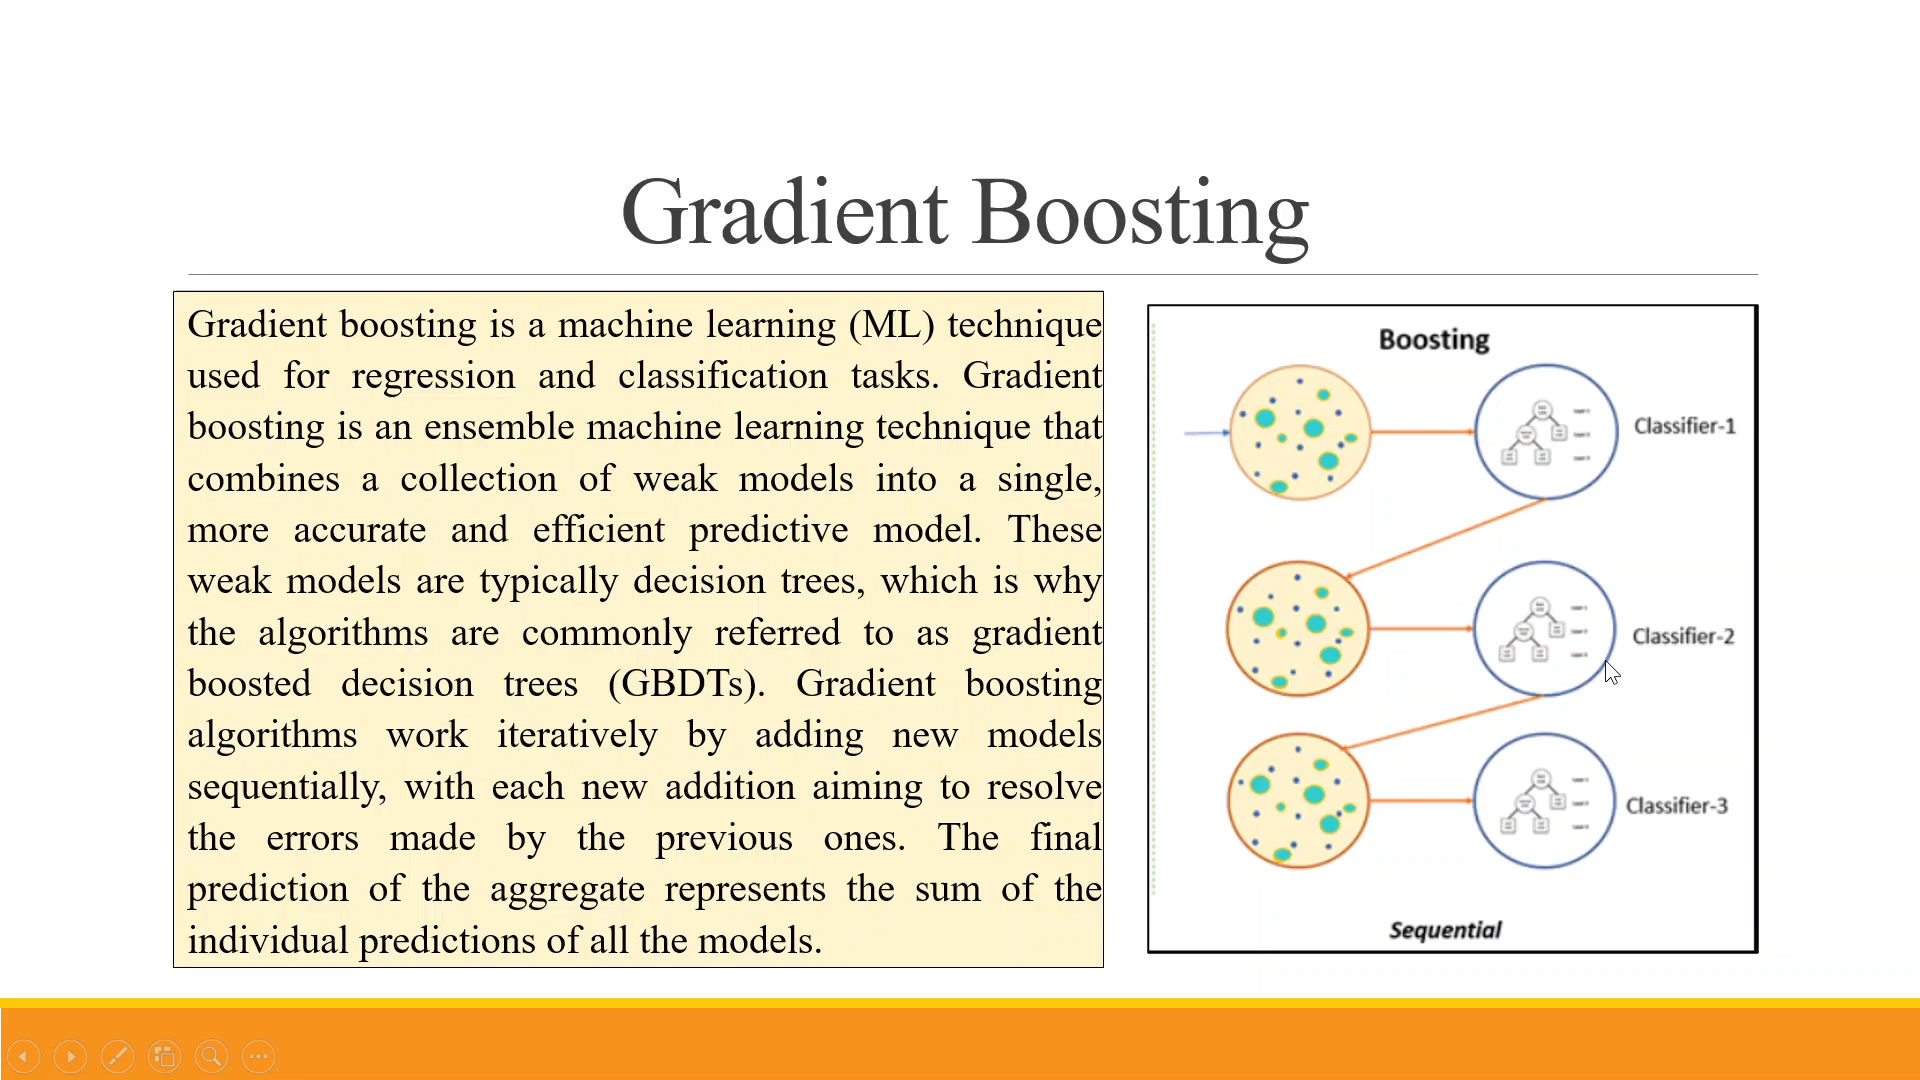 Gradient Boosting
Gradient boosting is a machine learning (ML) technique
used for regression and classification tasks. Gradient
boosting is an ensemble machine learning technique that
combines a collection of weak models into a single,
more accurate and efficient predictive model. These
weak models are typically decision trees, which is why
the algorithms are commonly referred to as gradient
boosted decision trees (GBDTs). Gradient boosting
algorithms work iteratively by adding new models
sequentially, with each new addition aiming to resolve
the errors made by the previous ones. The final
prediction of the aggregate represents the sum of the
individual predictions of all the models.
Boosting
Classifier-1
Classifier-2
Classifier-3
Sequential